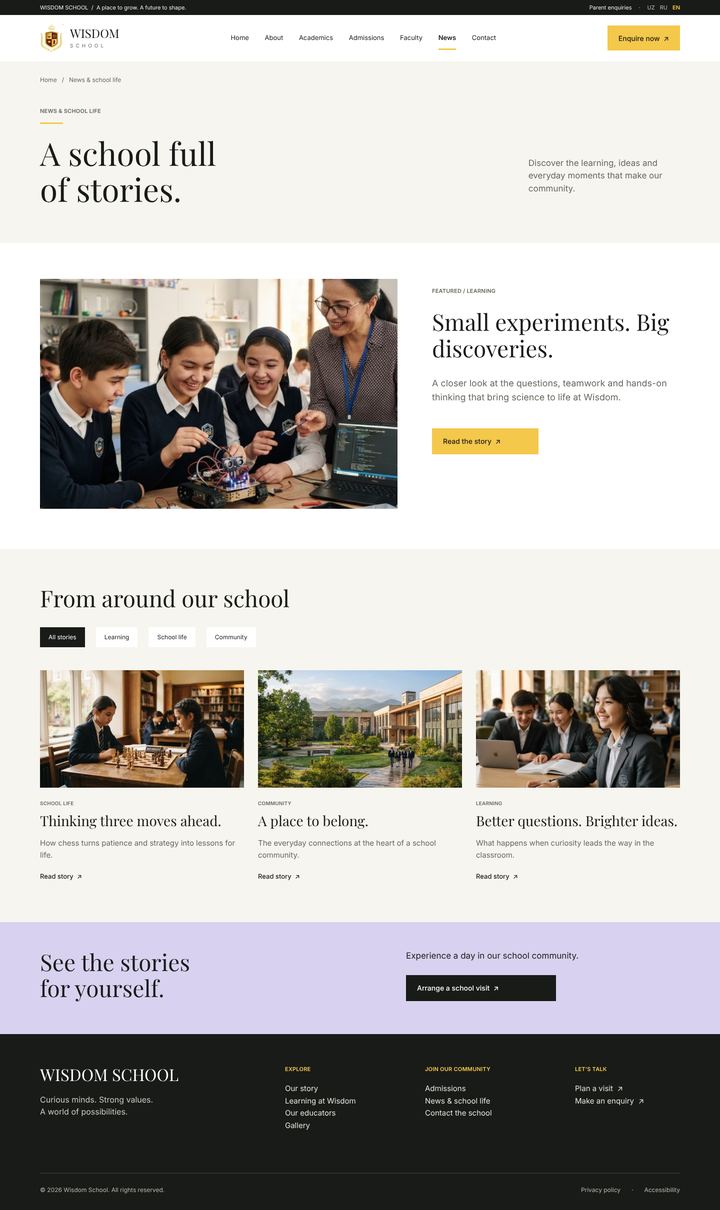 WISDOM SCHOOL / A place to grow. A future to shape.
Parent enquiries · UZ RU EN
WISDOM
SCHOOL
Home About Academics Admissions Faculty News Contact
Enquire now ↗
Home / News & school life
NEWS & SCHOOL LIFE
A school full
of stories.
Discover the learning, ideas and
everyday moments that make our
community.
FEATURED / LEARNING
Small experiments. Big
discoveries.
A closer look at the questions, teamwork and hands-on
thinking that bring science to life at Wisdom.
Read the story ↗
From around our school
All stories Learning School life Community
SCHOOL LIFE
Thinking three moves ahead.
How chess turns patience and strategy into lessons for
life.
Read story ↗
COMMUNITY
A place to belong.
The everyday connections at the heart of a school
community.
Read story ↗
LEARNING
Better questions. Brighter ideas.
What happens when curiosity leads the way in the
classroom.
Read story ↗
See the stories
for yourself.
Experience a day in our school community.
Arrange a school visit ↗
WISDOM SCHOOL
Curious minds. Strong values.
A world of possibilities.
EXPLORE
Our story
Learning at Wisdom
Our educators
Gallery
JOIN OUR COMMUNITY
Admissions
News & school life
Contact the school
LET'S TALK
Plan a visit ↗
Make an enquiry ↗
© 2026 Wisdom School. All rights reserved.
Privacy policy · Accessibility